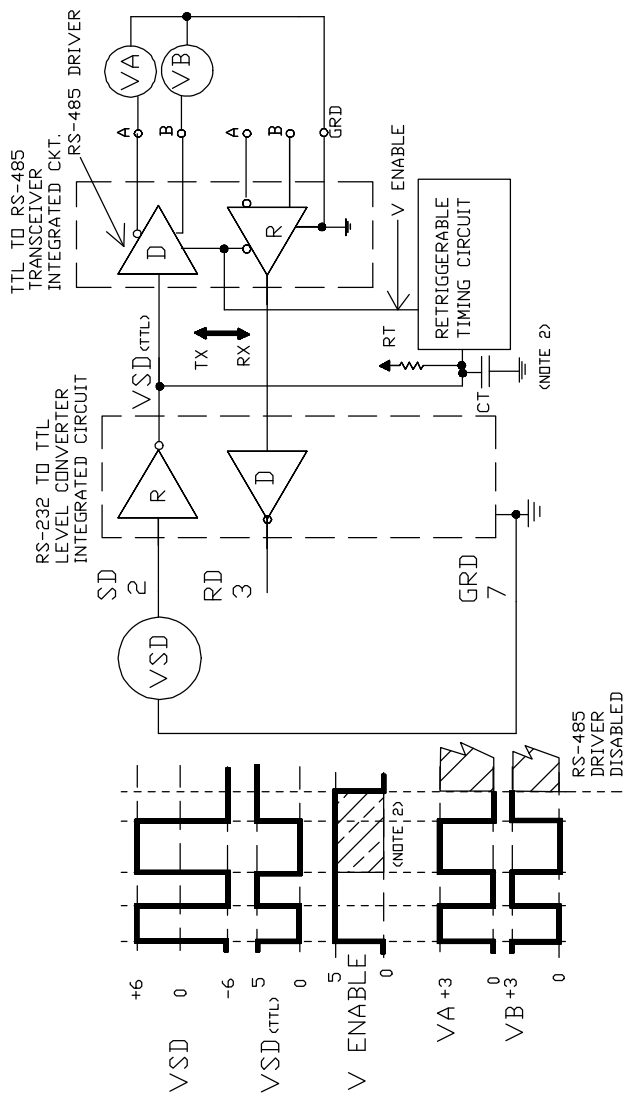 RS-232 TO TTL
LEVEL CONVERTER
INTEGRATED CIRCUIT
TTL TO RS-485
TRANSCEIVER
INTEGRATED CKT.
RS-485 DRIVER
VSD
SD
2
R
VSD(TTL)
D
A
VA
B
VB
TX
RX
RD
3
D
R
A
B
GRD
GRD
7
RT
CT
(NOTE 2)
RETRIGGERABLE
TIMING CIRCUIT
V ENABLE
VSD
+6
0
-6
VSD(TTL)
5
0
V ENABLE
5
0
(NOTE 2)
VA
+3
0
VB
+3
0
RS-485
DRIVER
DISABLED